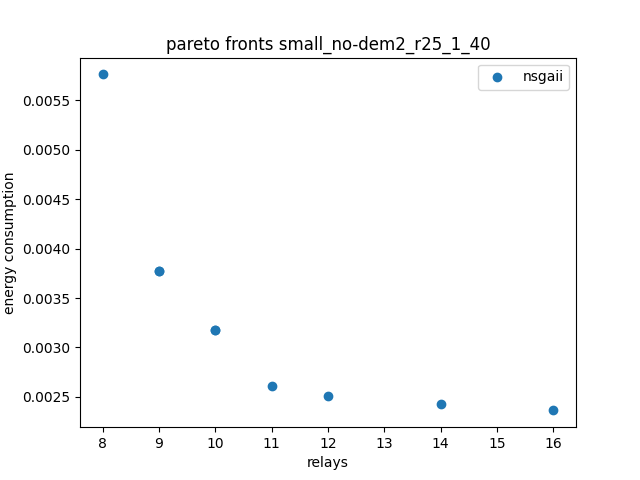 pareto fronts small_no-dem2_r25_1_40
nsgaii
0.0055
0.0050
0.0045
0.0040
0.0035
0.0030
0.0025
energy consumption
8 9 10 11 12 13 14 15 16
relays